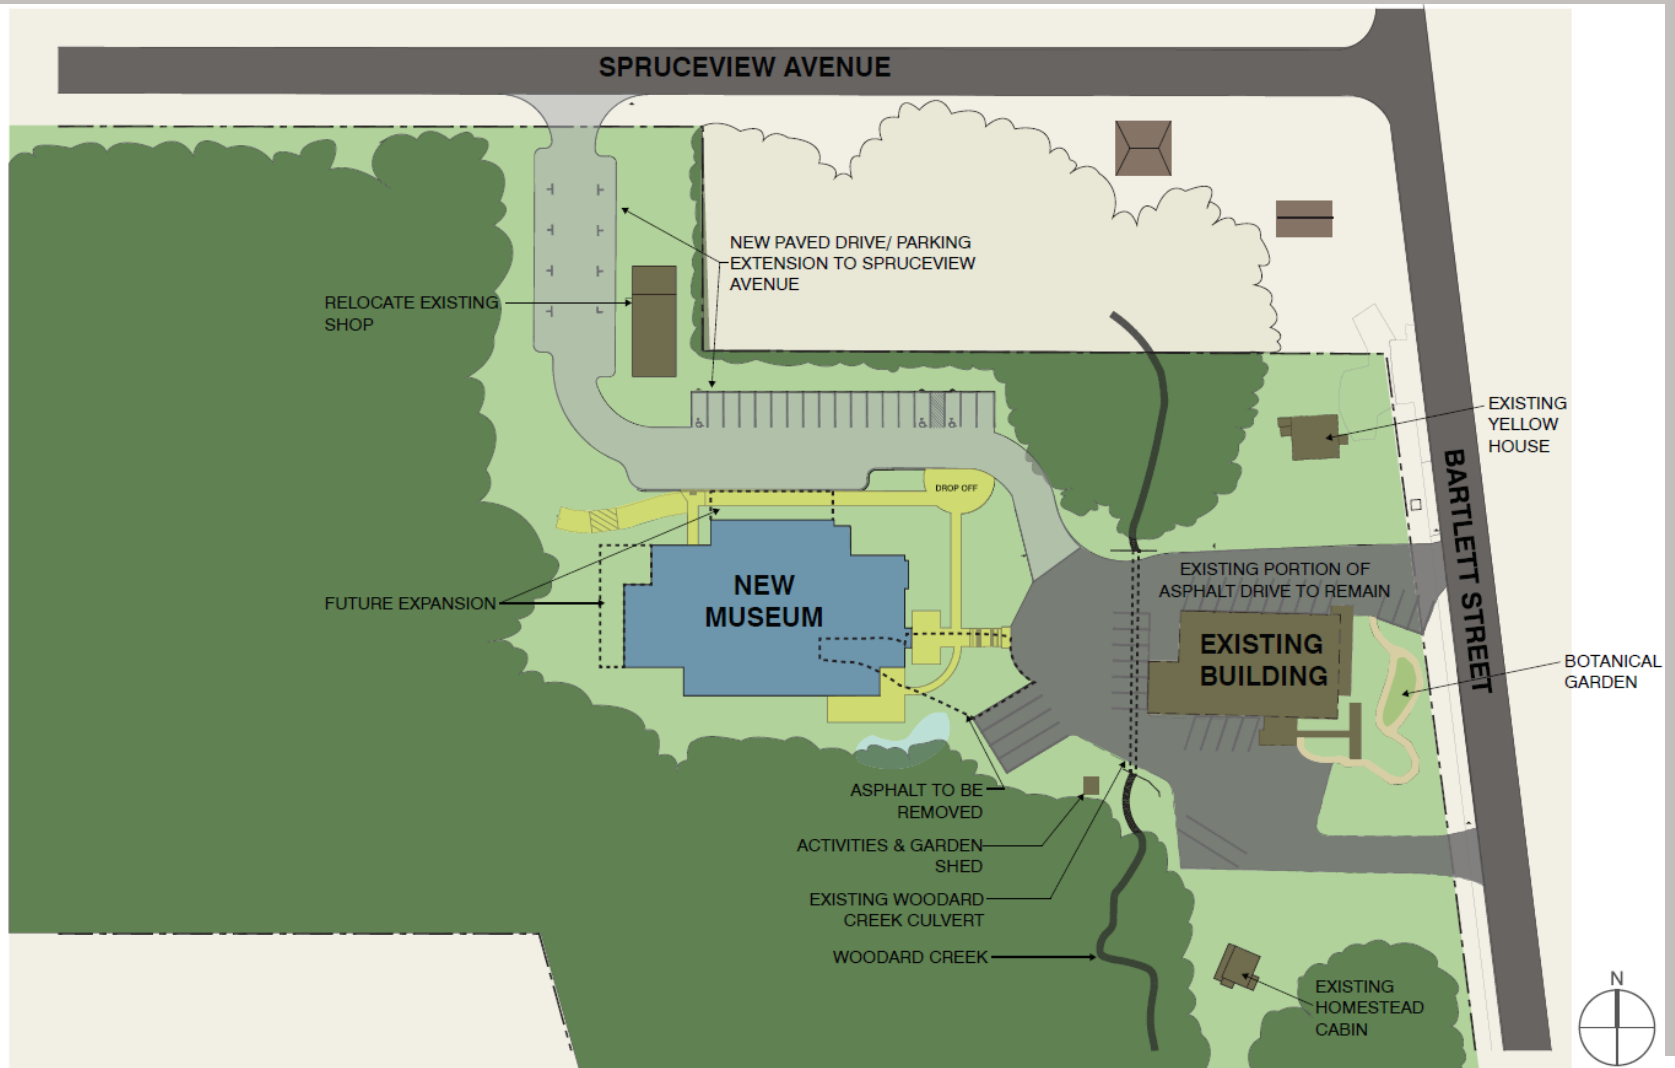 SPRUCEVIEW AVENUE
NEW PAVED DRIVE/ PARKING
EXTENSION TO SPRUCEVIEW
AVENUE
RELOCATE EXISTING
SHOP
EXISTING
YELLOW
HOUSE
BARTLETT STREET
DROP OFF
EXISTING PORTION OF
ASPHALT DRIVE TO REMAIN
NEW
MUSEUM
FUTURE EXPANSION
EXISTING
BUILDING
BOTANICAL
GARDEN
ASPHALT TO BE
REMOVED
ACTIVITIES & GARDEN
SHED
EXISTING WOODARD
CREEK CULVERT
WOODARD CREEK
EXISTING
HOMESTEAD
CABIN
N